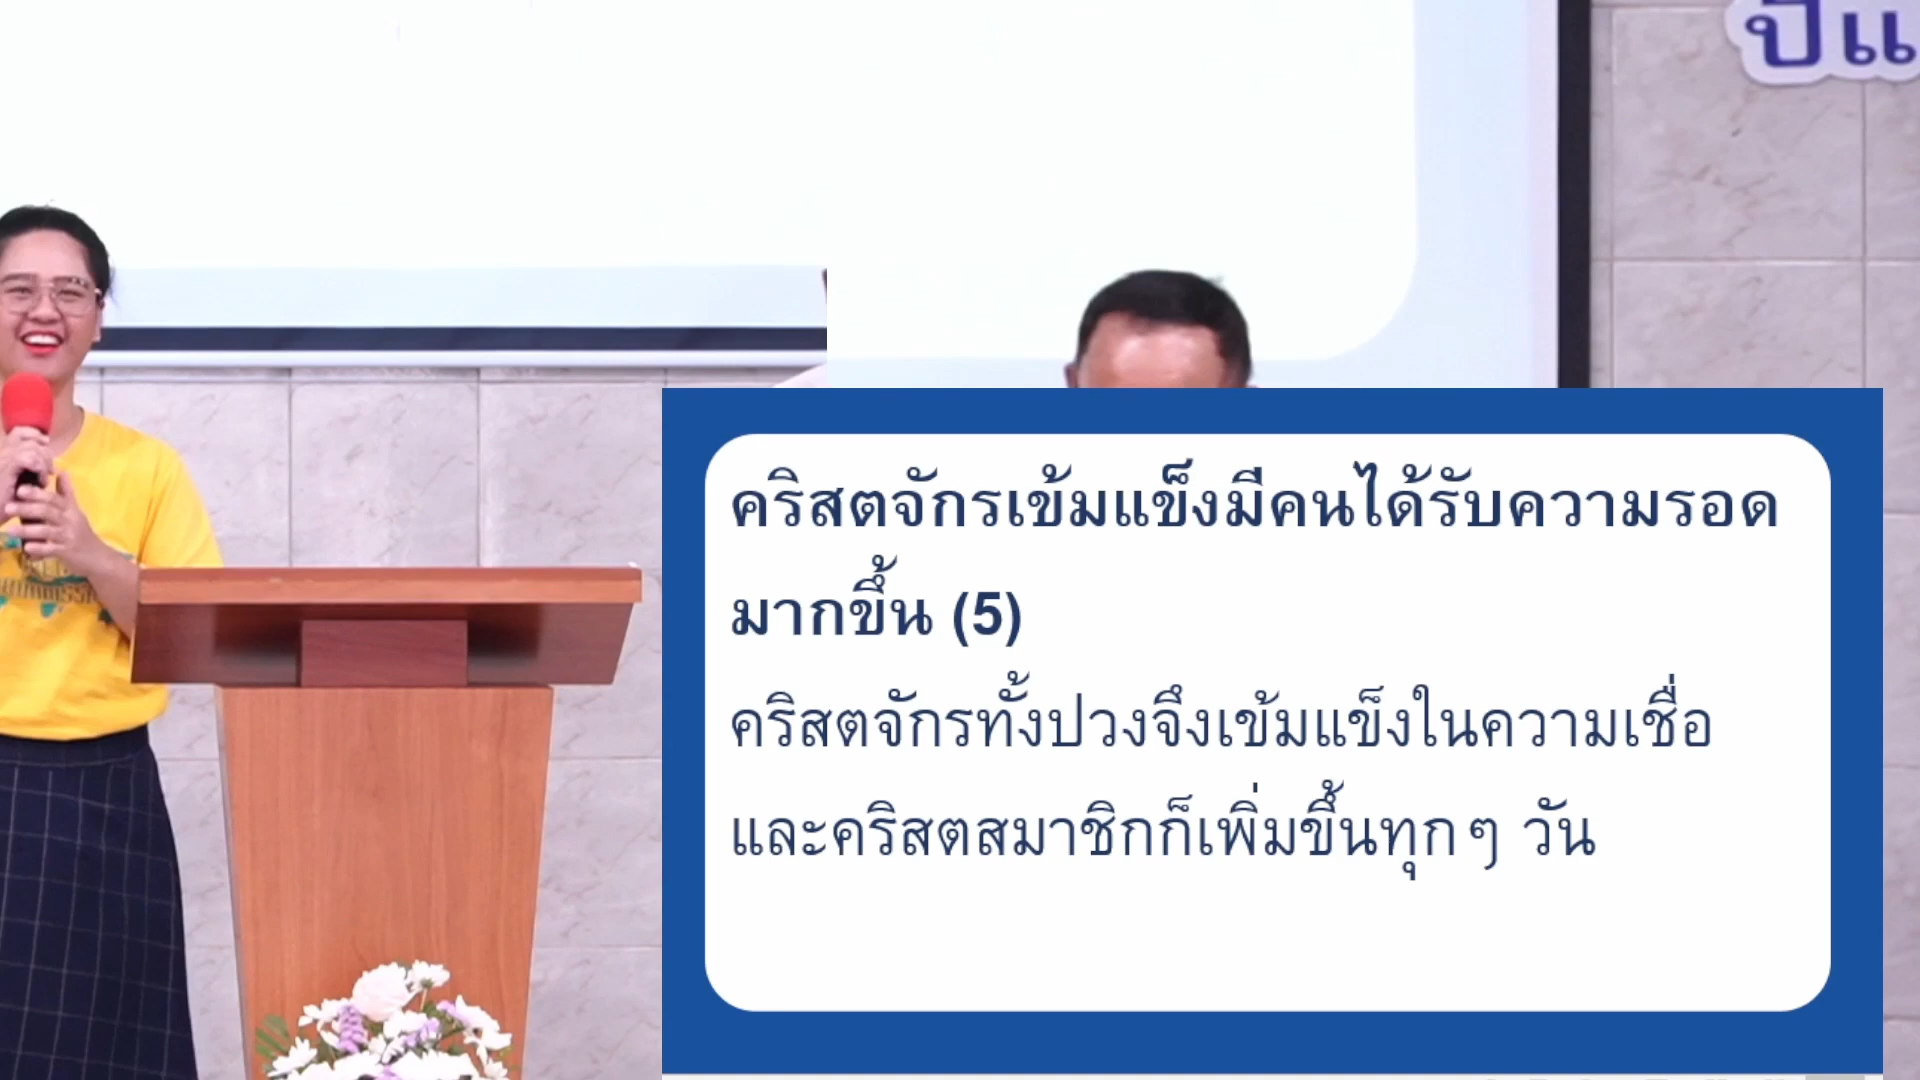 ปีแ
คริสตจักรเข้มแข็งมีคนได้รับความรอด
มากขึ้น (5)
คริสตจักรทั้งปวงจึงเข้มแข็งในความเชื่อ
และคริสตสมาชิกก็เพิ่มขึ้นทุกๆ วัน